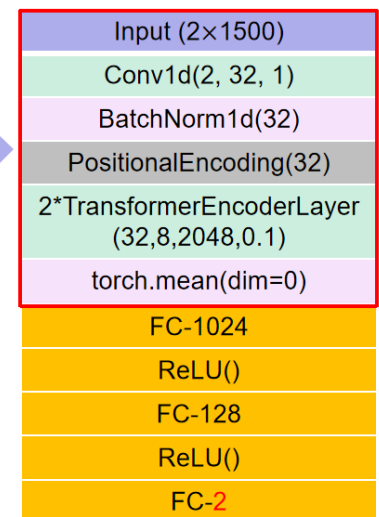 Input (2×1500)
Conv1d(2, 32, 1)
BatchNorm1d(32)
PositionalEncoding(32)
2*TransformerEncoderLayer
(32,8,2048,0.1)
torch.mean(dim=0)
FC-1024
ReLU()
FC-128
ReLU()
FC-2